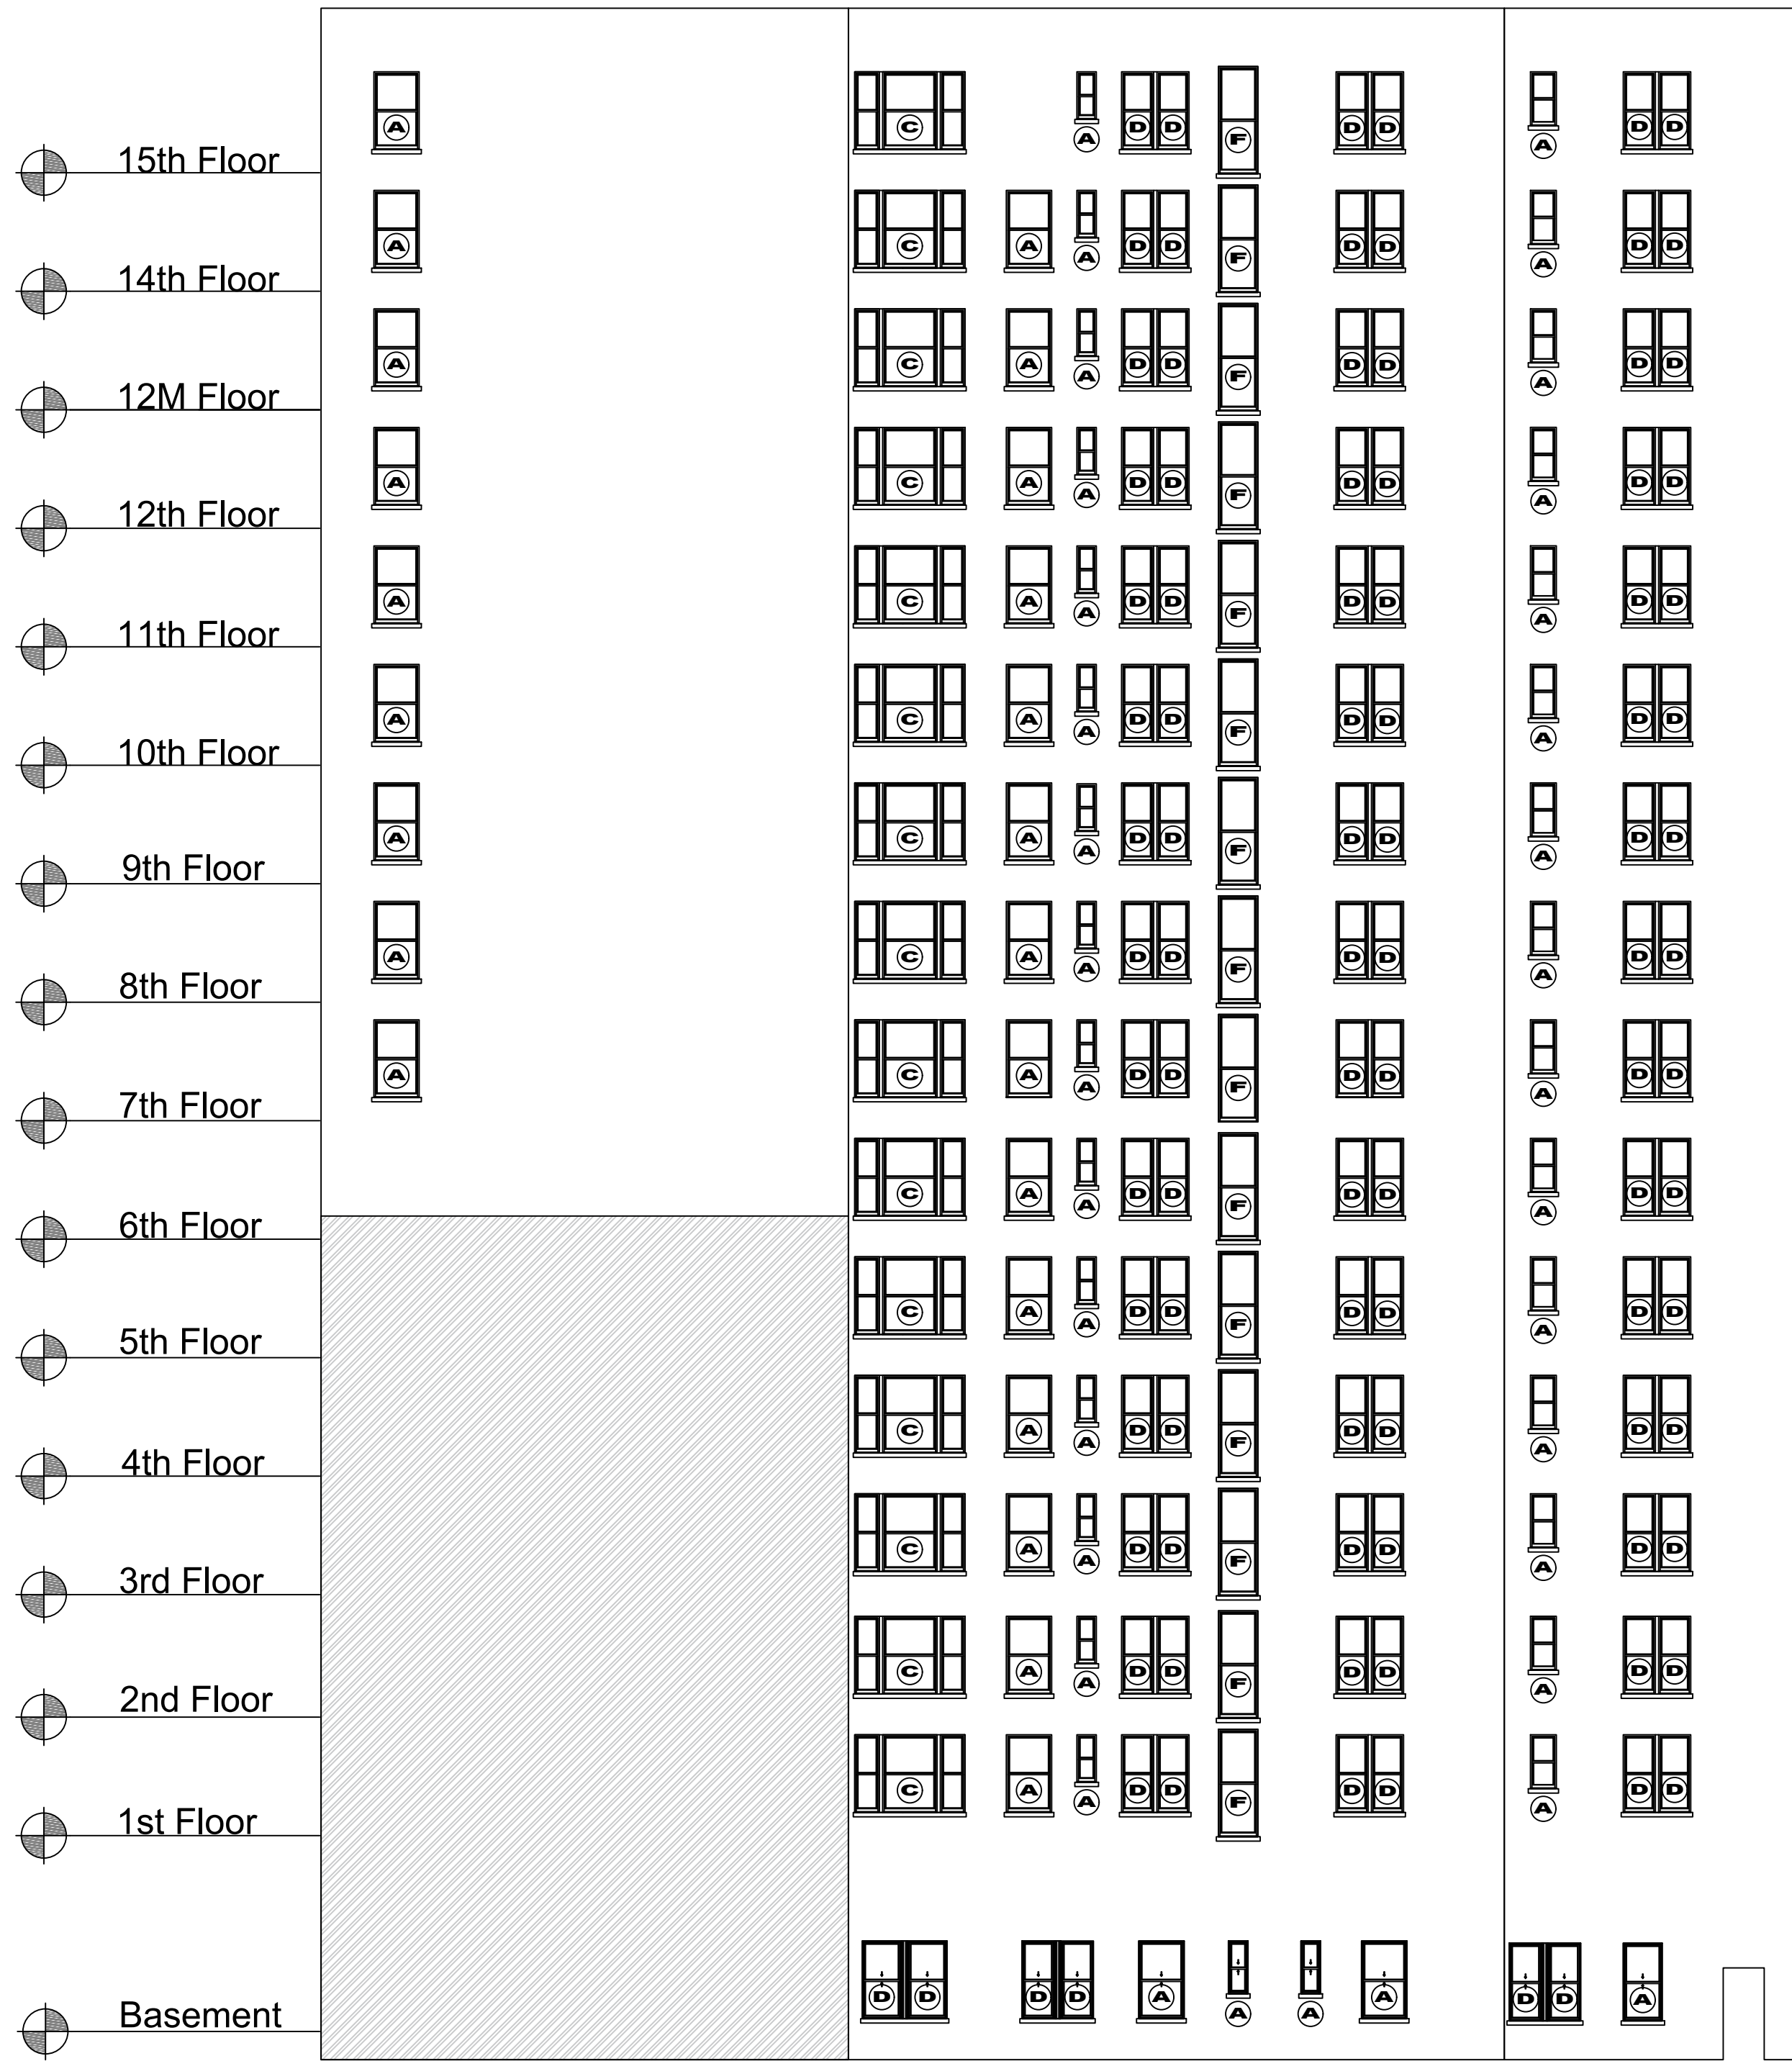 15th Floor A C A D D F D D A D D
14th Floor A C A A D D F D D A D D
12M Floor A C A A D D F D D A D D
12th Floor A C A A D D F D D A D D
11th Floor A C A A D D F D D A D D
10th Floor A C A A D D F D D A D D
9th Floor A C A A D D F D D A D D
8th Floor A C A A D D F D D A D D
7th Floor A C A A D D F D D A D D
6th Floor C A A D D F D D A D D
5th Floor C A A D D F D D A D D
4th Floor C A A D D F D D A D D
3rd Floor C A A D D F D D A D D
2nd Floor C A A D D F D D A D D
1st Floor C A A D D F D D A D D
Basement D D D D A A A A D D A